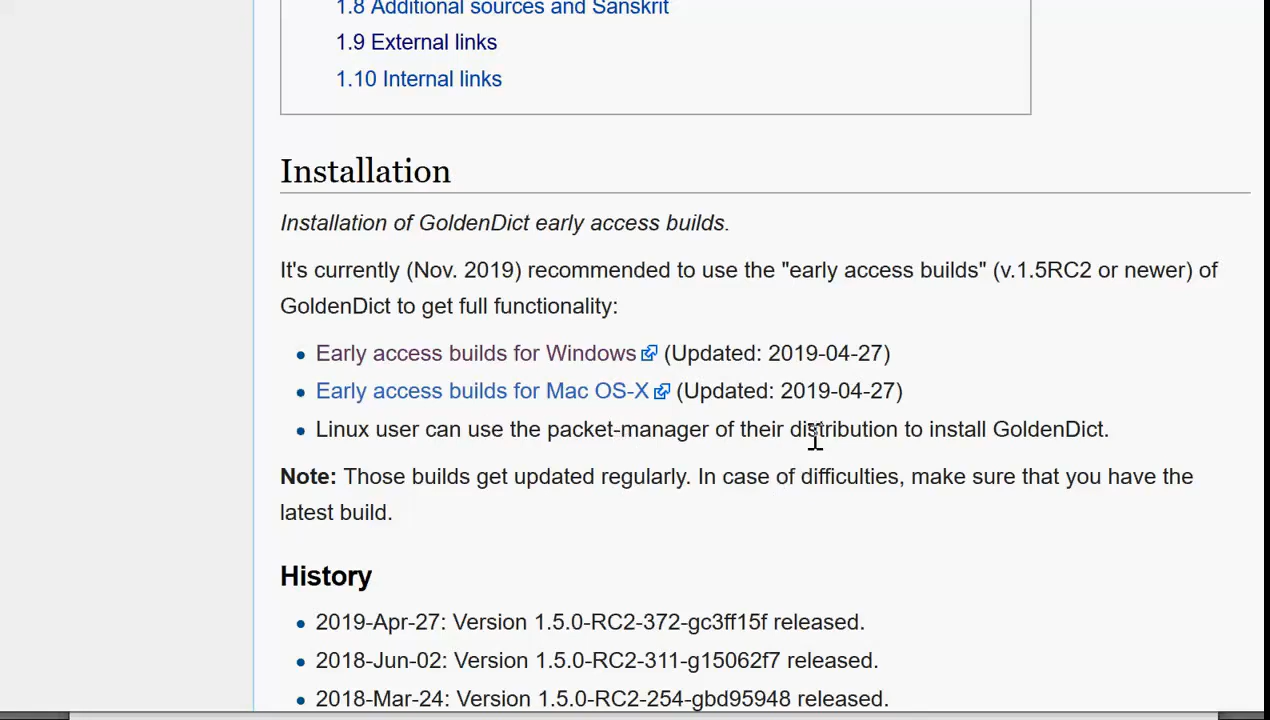 1.8 Additional sources and Sanskrit
1.9 External links
1.10 Internal links
Installation
Installation of GoldenDict early access builds.
It's currently (Nov. 2019) recommended to use the "early access builds" (v.1.5RC2 or newer) of
GoldenDict to get full functionality:
Early access builds for Windows (Updated: 2019-04-27)
Early access builds for Mac OS-X (Updated: 2019-04-27)
Linux user can use the packet-manager of their distribution to install GoldenDict.
Note: Those builds get updated regularly. In case of difficulties, make sure that you have the
latest build.
History
2019-Apr-27: Version 1.5.0-RC2-372-gc3ff15f released.
2018-Jun-02: Version 1.5.0-RC2-311-g15062f7 released.
2018-Mar-24: Version 1.5.0-RC2-254-gbd95948 released.